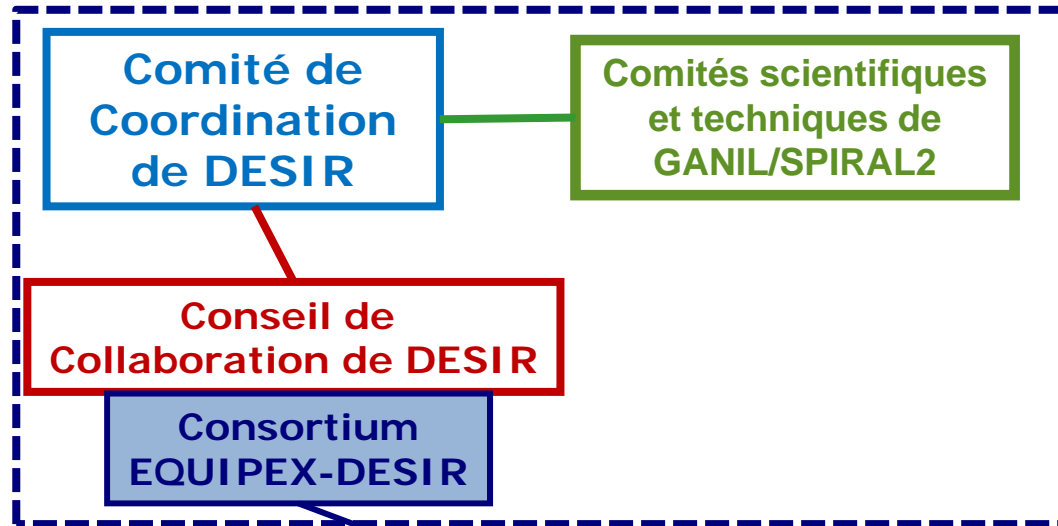 Comité de
Coordination
de DESIR
Comités scientifiques
et techniques de
GANIL/SPIRAL2
Conseil de
Collaboration de DESIR
Consortium
EQUIPEX-DESIR